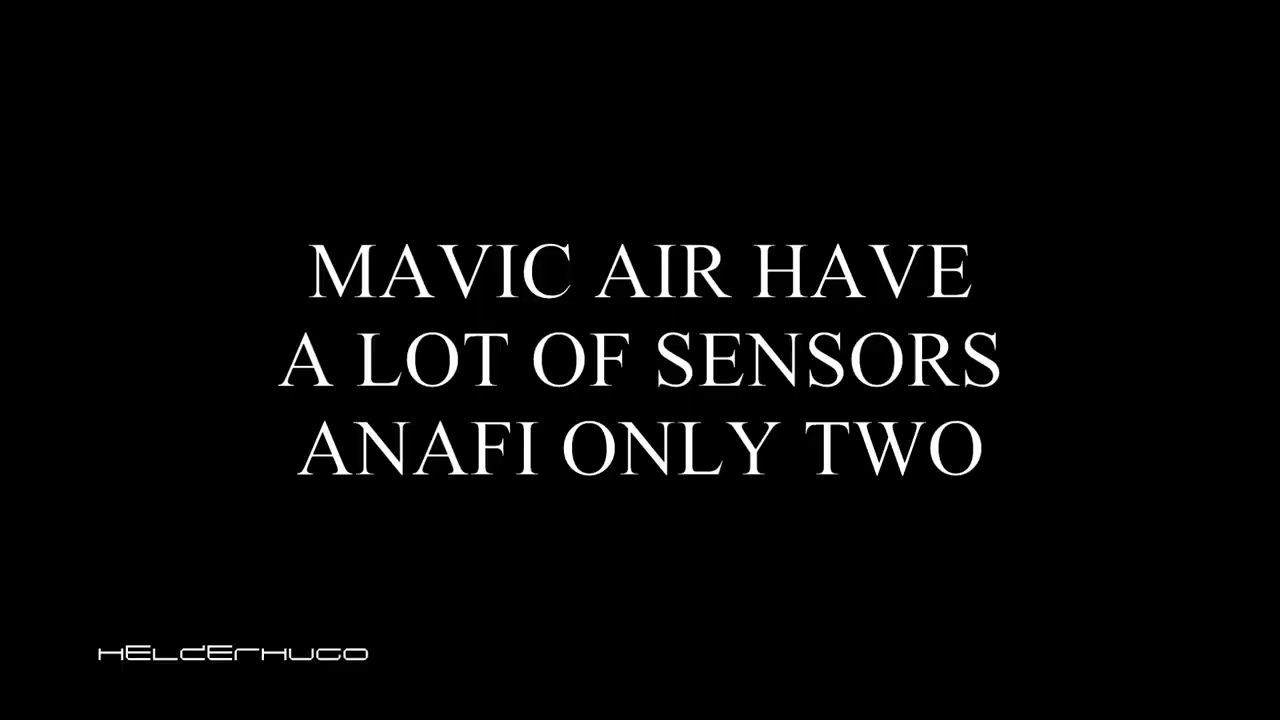 MAVIC AIR HAVE
A LOT OF SENSORS
ANAFI ONLY TWO
HELDERHUGO